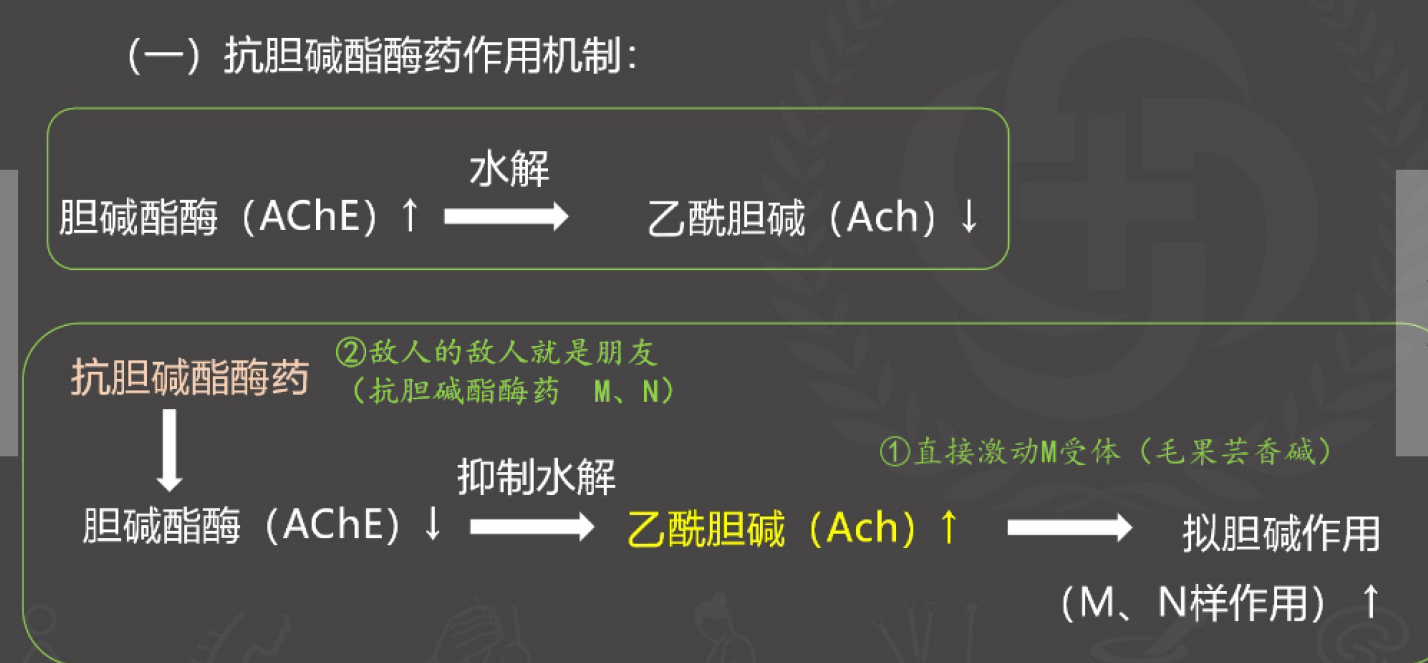 （一）抗胆碱酯酶药作用机制：
水解
胆碱酯酶（AChE）↑
乙酰胆碱（Ach）↓
抗胆碱酯酶药
②敌人的敌人就是朋友
（抗胆碱酯酶药 M、N）
①直接激动M受体（毛果芸香碱）
抑制水解
胆碱酯酶（AChE）↓
乙酰胆碱（Ach）↑
拟胆碱作用
（M、N样作用）↑